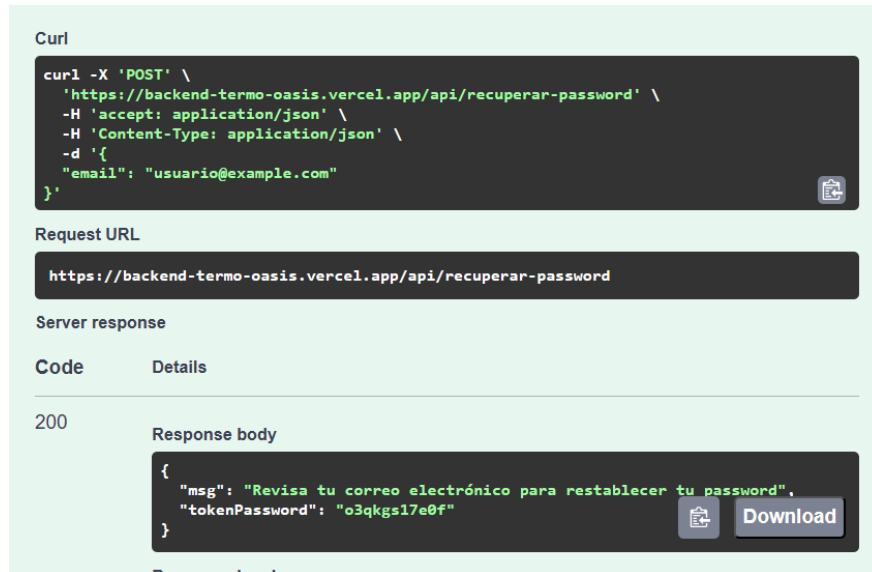 Curl
curl -X 'POST' \
'https://backend-termo-oasis.vercel.app/api/recuperar-password' \
-H 'accept: application/json' \
-H 'Content-Type: application/json' \
-d '{
"email": "usuario@example.com"
}'
Request URL
https://backend-termo-oasis.vercel.app/api/recuperar-password
Server response
Code Details
200
Response body
{
"msg": "Revisa tu correo electrónico para restablecer tu password",
"tokenPassword": "o3qkgs17e0f"
}
Download